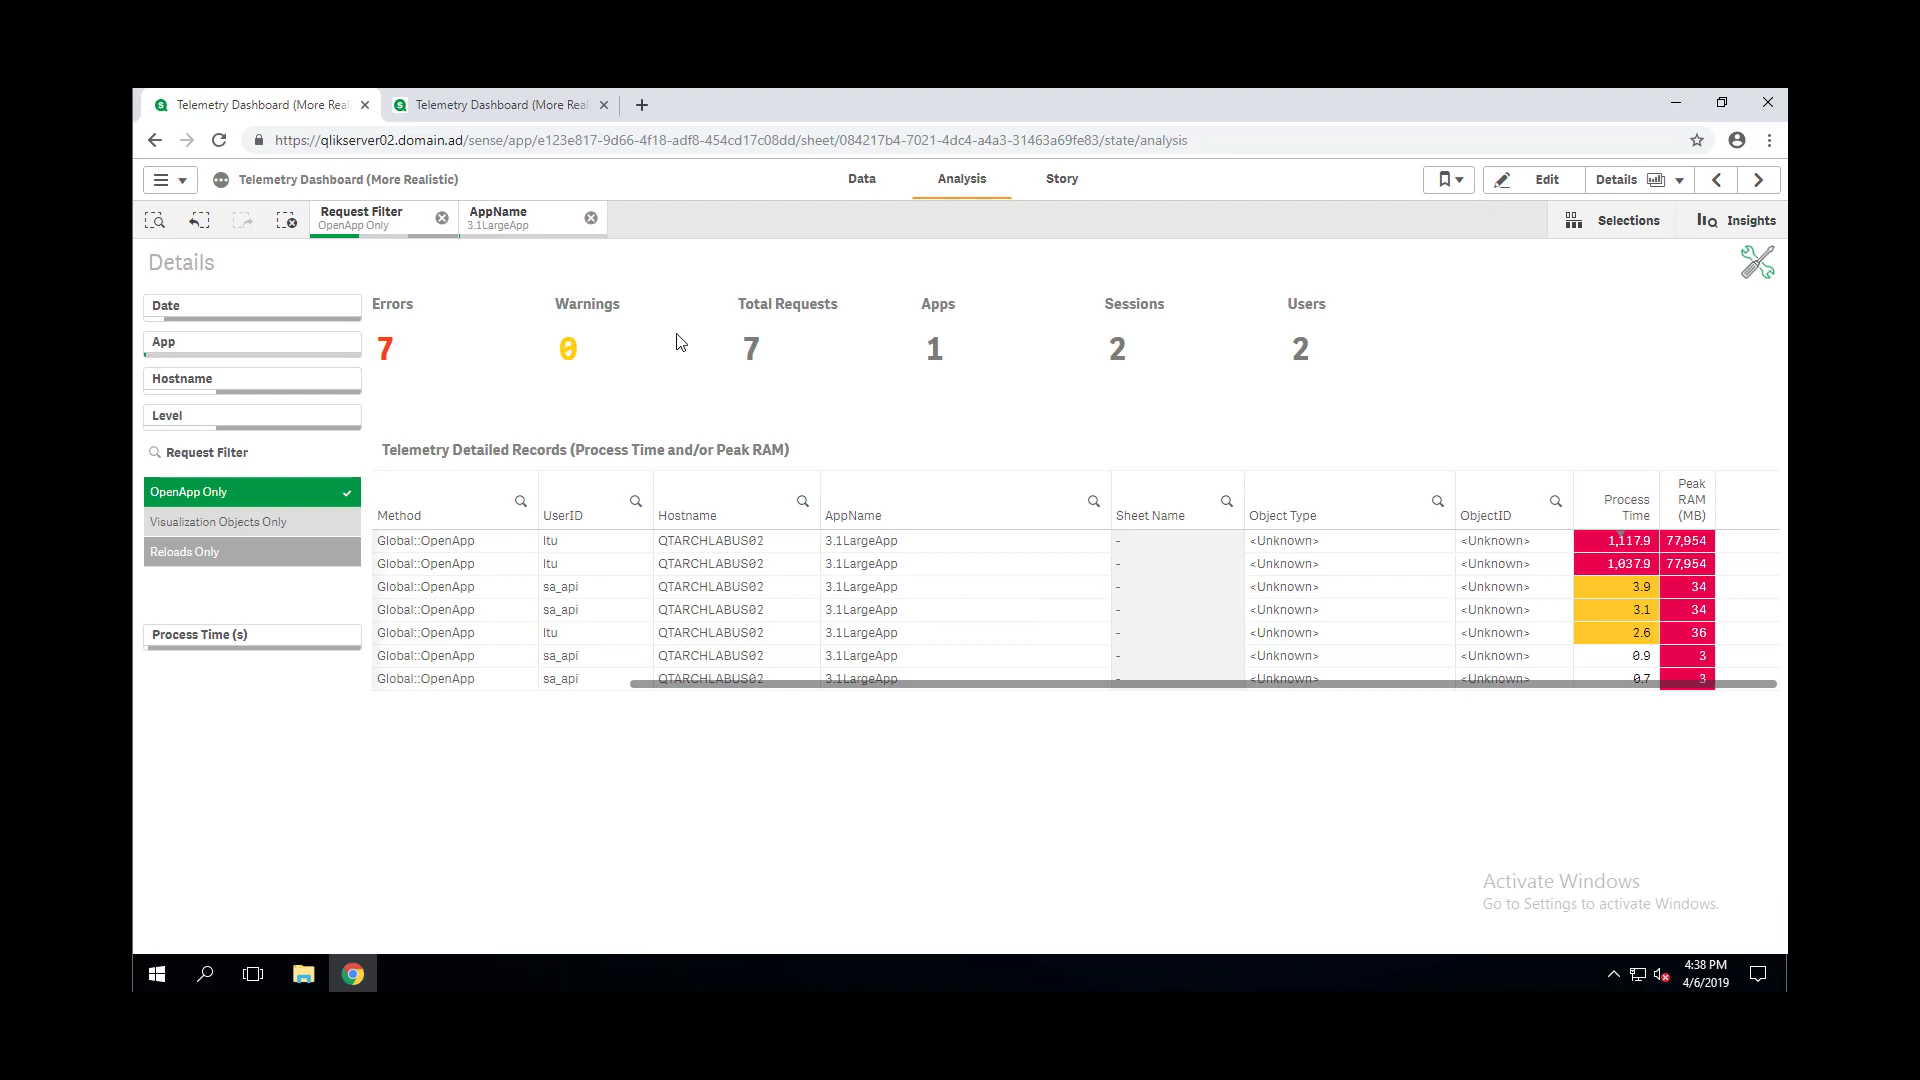 Telemetry Dashboard (More Real
Telemetry Dashboard (More Real
https://qlikserver02.domain.ad/sense/app/e123e817-9d66-4f18-adf8-454cd17c08dd/sheet/084217b4-7021-4dc4-a4a3-31463a69fe83/state/analysis
Telemetry Dashboard (More Realistic)
Data
Analysis
Story
Edit
Details
Request Filter
OpenApp Only
AppName
3.1LargeApp
Selections
Insights
Details
Date
App
Hostname
Level
Request Filter
OpenApp Only
Visualization Objects Only
Reloads Only
Process Time (s)
Errors Warnings Total Requests Apps Sessions Users
7 0 7 1 2 2
Telemetry Detailed Records (Process Time and/or Peak RAM)
Method UserID Hostname AppName Sheet Name Object Type ObjectID Process Time Peak RAM (MB)
Global::OpenApp ltu QTARCHLABUS02 3.1LargeApp - <Unknown> <Unknown> 1,117.9 77,954
Global::OpenApp ltu QTARCHLABUS02 3.1LargeApp - <Unknown> <Unknown> 1,037.9 77,954
Global::OpenApp sa_api QTARCHLABUS02 3.1LargeApp - <Unknown> <Unknown> 3.9 34
Global::OpenApp sa_api QTARCHLABUS02 3.1LargeApp - <Unknown> <Unknown> 3.1 34
Global::OpenApp ltu QTARCHLABUS02 3.1LargeApp - <Unknown> <Unknown> 2.6 36
Global::OpenApp sa_api QTARCHLABUS02 3.1LargeApp - <Unknown> <Unknown> 0.9 3
Global::OpenApp sa_api QTARCHLABUS02 3.1LargeApp - <Unknown> <Unknown> 0.7 3
Activate Windows
Go to Settings to activate Windows.
4:38 PM
4/6/2019